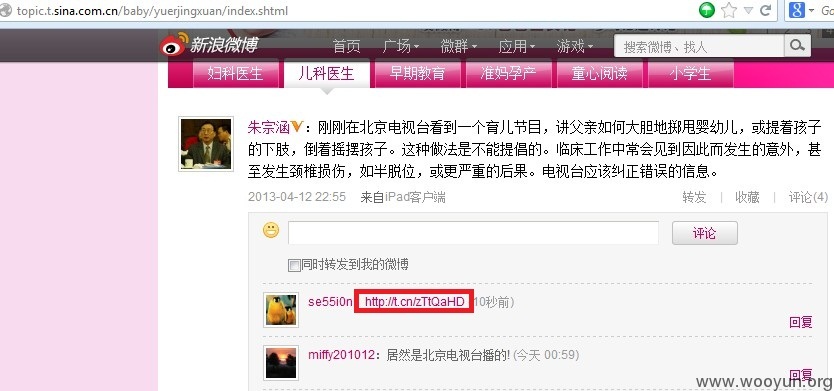 topic.t.sina.com.cn/baby/yuerjingxuan/index.shtml
Go
新浪微博 首页 广场 微群 应用 游戏 搜索微博、找人
妇科医生 儿科医生 早期教育 准妈孕产 童心阅读 小学生
朱宗涵:刚刚在北京电视台看到一个育儿节目,讲父亲如何大胆地掷甩婴幼儿,或提着孩子
的下肢,倒着摇摆孩子。这种做法是不能提倡的。临床工作中常会见到因此而发生的意外,甚
至发生颈椎损伤,如半脱位,或更严重的后果。电视台应该纠正错误的信息。
2013-04-12 22:55 来自iPad客户端 转发 | 收藏 | 评论(4)
评论
同时转发到我的微博
se55i0n http://t.cn/zTtQaHD 10秒前)
回复
miffy201012:居然是北京电视台播的! (今天 00:59)
回复
www.wooyun.org